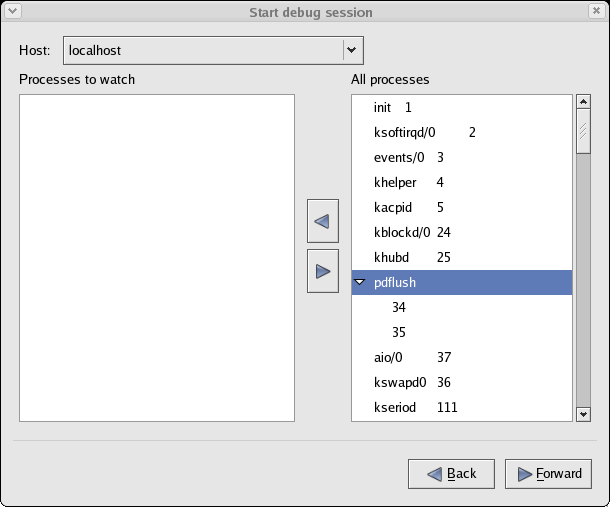 Start debug session
Host: localhost
Processes to watch
All processes
init 1
ksoftirqd/0 2
events/0 3
khelper 4
kacpid 5
kblockd/0 24
khubd 25
pdflush
34
35
aio/0 37
kswapd0 36
kseriod 111
Back
Forward